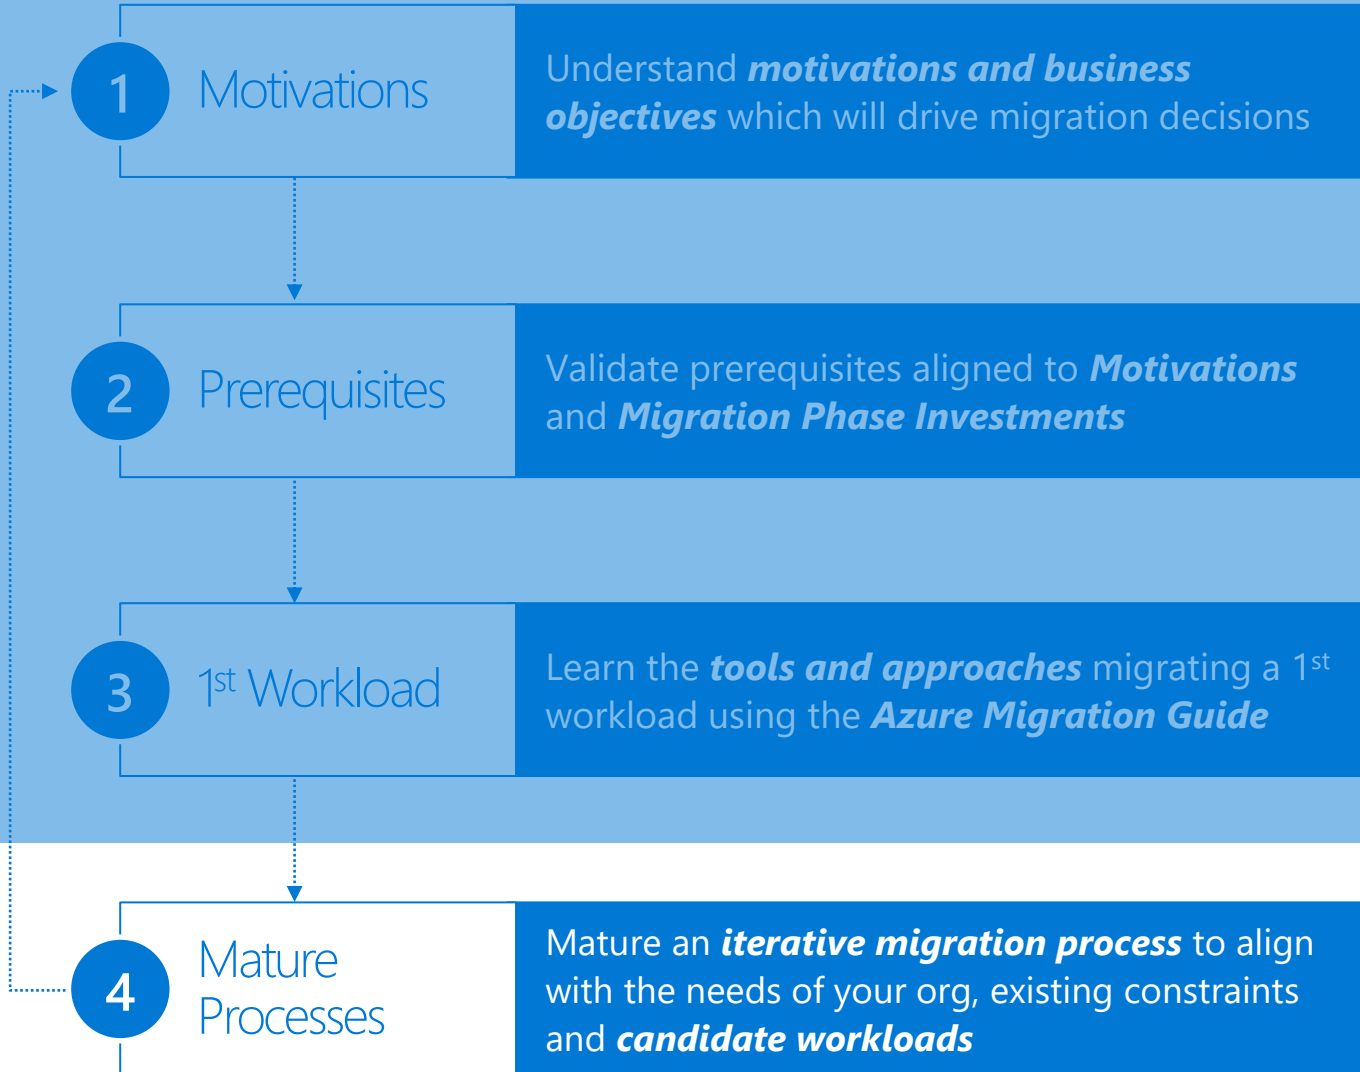 1
Motivations
Understand motivations and business
objectives which will drive migration decisions
2
Prerequisites
Validate prerequisites aligned to Motivations
and Migration Phase Investments
3
1st Workload
Learn the tools and approaches migrating a 1st
workload using the Azure Migration Guide
4
Mature
Processes
Mature an iterative migration process to align
with the needs of your org, existing constraints
and candidate workloads